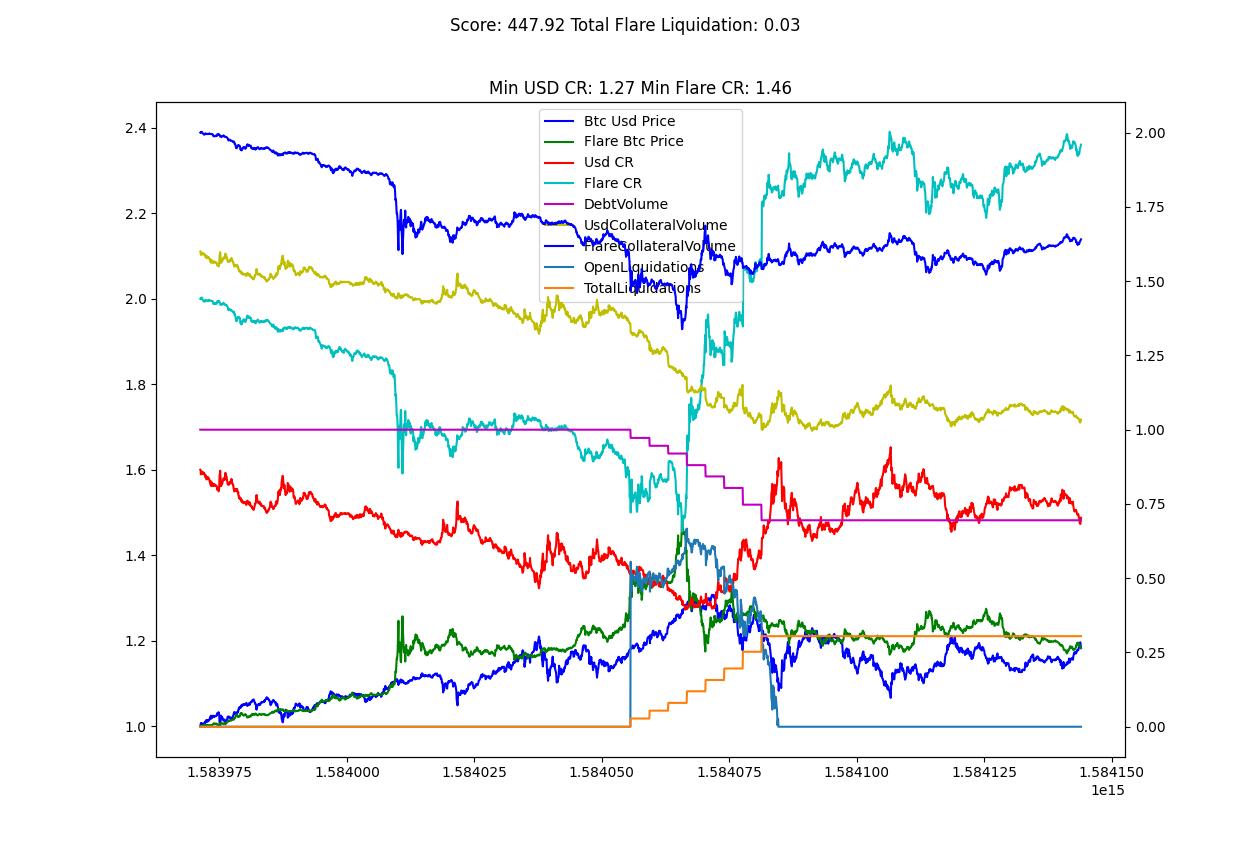 Score: 447.92 Total Flare Liquidation: 0.03
Min USD CR: 1.27 Min Flare CR: 1.46
Btc Usd Price
Flare Btc Price
Usd CR
Flare CR
DebtVolume
UsdCollateralVolume
FlareCollateralVolume
OpenLiquidations
TotalLiquidations
2.4
2.2
2.0
1.8
1.6
1.4
1.2
1.0
2.00
1.75
1.50
1.25
1.00
0.75
0.50
0.25
0.00
1.583975 1.584000 1.584025 1.584050 1.584075 1.584100 1.584125 1.584150
1e15